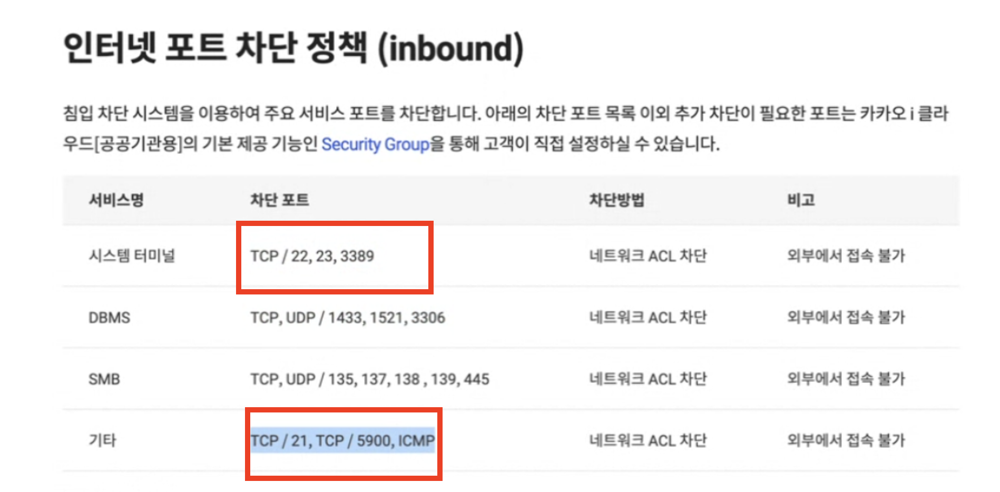 인터넷 포트 차단 정책 (inbound)
침입 차단 시스템을 이용하여 주요 서비스 포트를 차단합니다. 아래의 차단 포트 목록 이외 추가 차단이 필요한 포트는 카카오 i 클라
우드[공공기관용]의 기본 제공 기능인 Security Group을 통해 고객이 직접 설정하실 수 있습니다.
서비스명 차단 포트 차단방법 비고
시스템 터미널 TCP / 22, 23, 3389 네트워크 ACL 차단 외부에서 접속 불가
DBMS TCP, UDP / 1433, 1521, 3306 네트워크 ACL 차단 외부에서 접속 불가
SMB TCP, UDP / 135, 137, 138 , 139, 445 네트워크 ACL 차단 외부에서 접속 불가
기타 TCP / 21, TCP / 5900, ICMP 네트워크 ACL 차단 외부에서 접속 불가